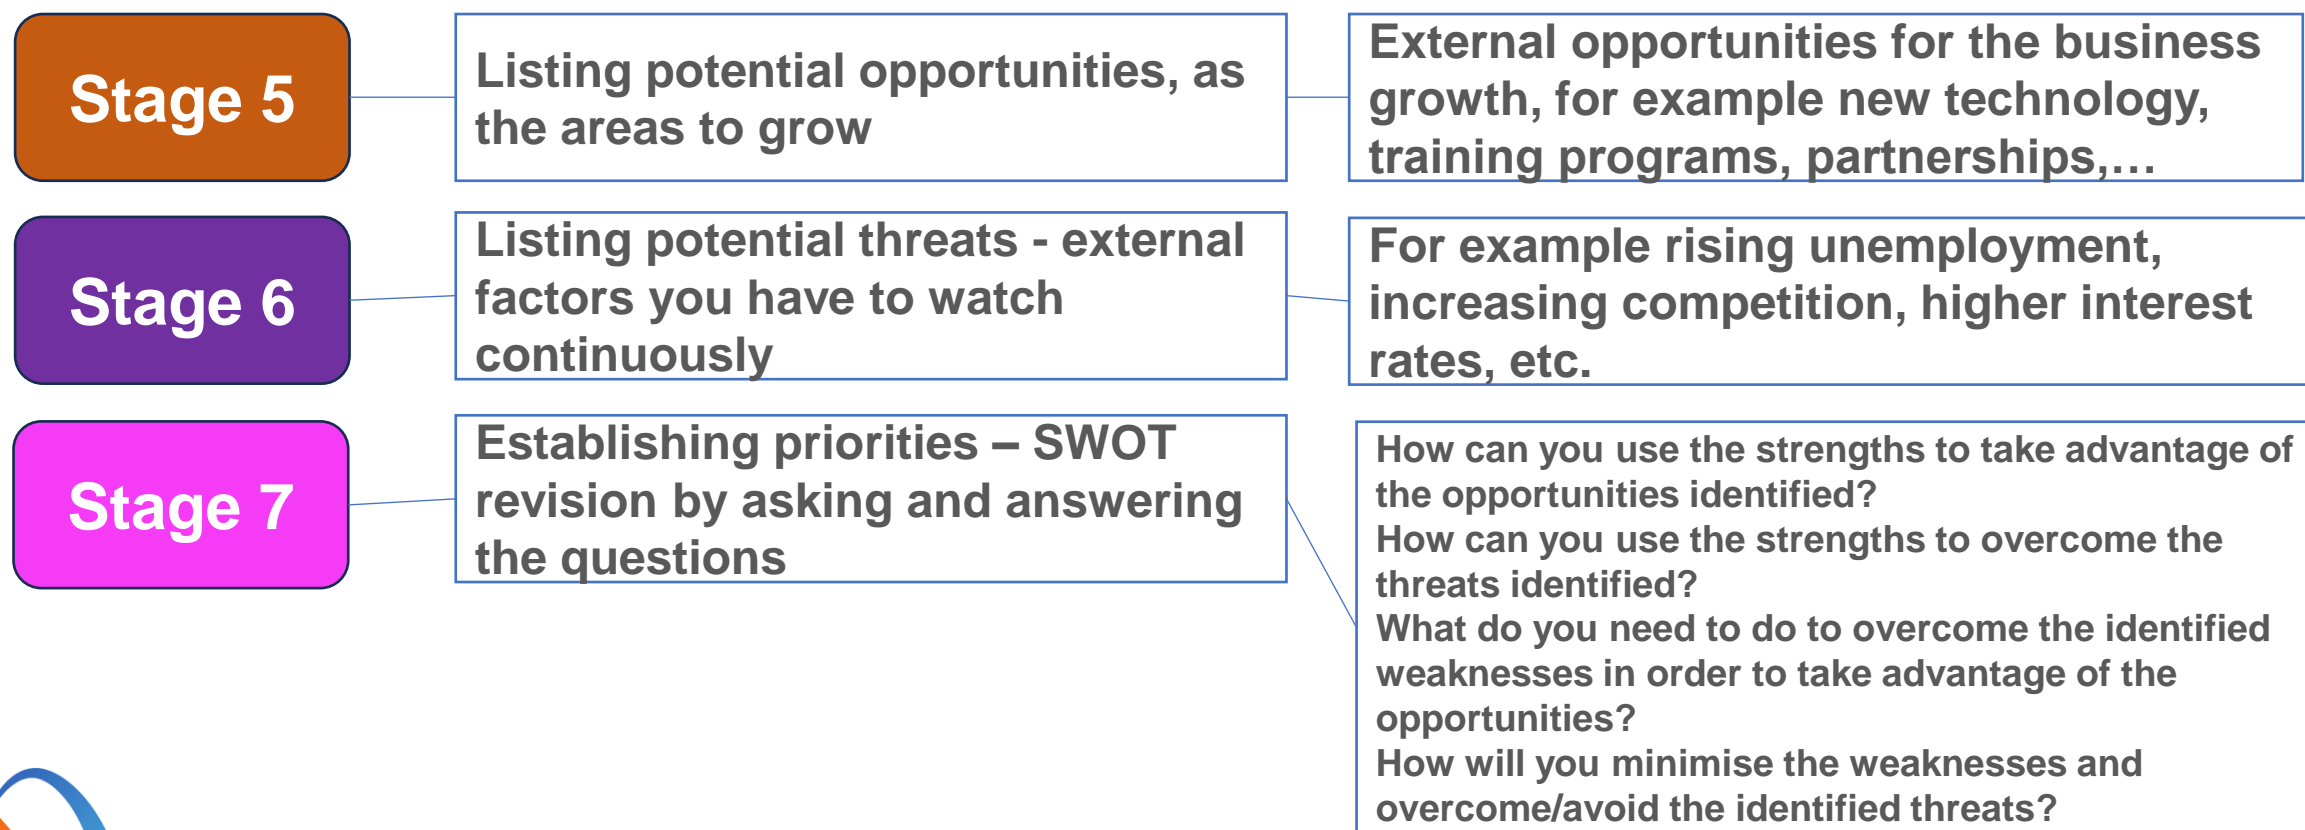 Stage 5
Listing potential opportunities, as
the areas to grow
External opportunities for the business
growth, for example new technology,
training programs, partnerships,…
Stage 6
Listing potential threats - external
factors you have to watch
continuously
For example rising unemployment,
increasing competition, higher interest
rates, etc.
Stage 7
Establishing priorities – SWOT
revision by asking and answering
the questions
How can you use the strengths to take advantage of
the opportunities identified?
How can you use the strengths to overcome the
threats identified?
What do you need to do to overcome the identified
weaknesses in order to take advantage of the
opportunities?
How will you minimise the weaknesses and
overcome/avoid the identified threats?